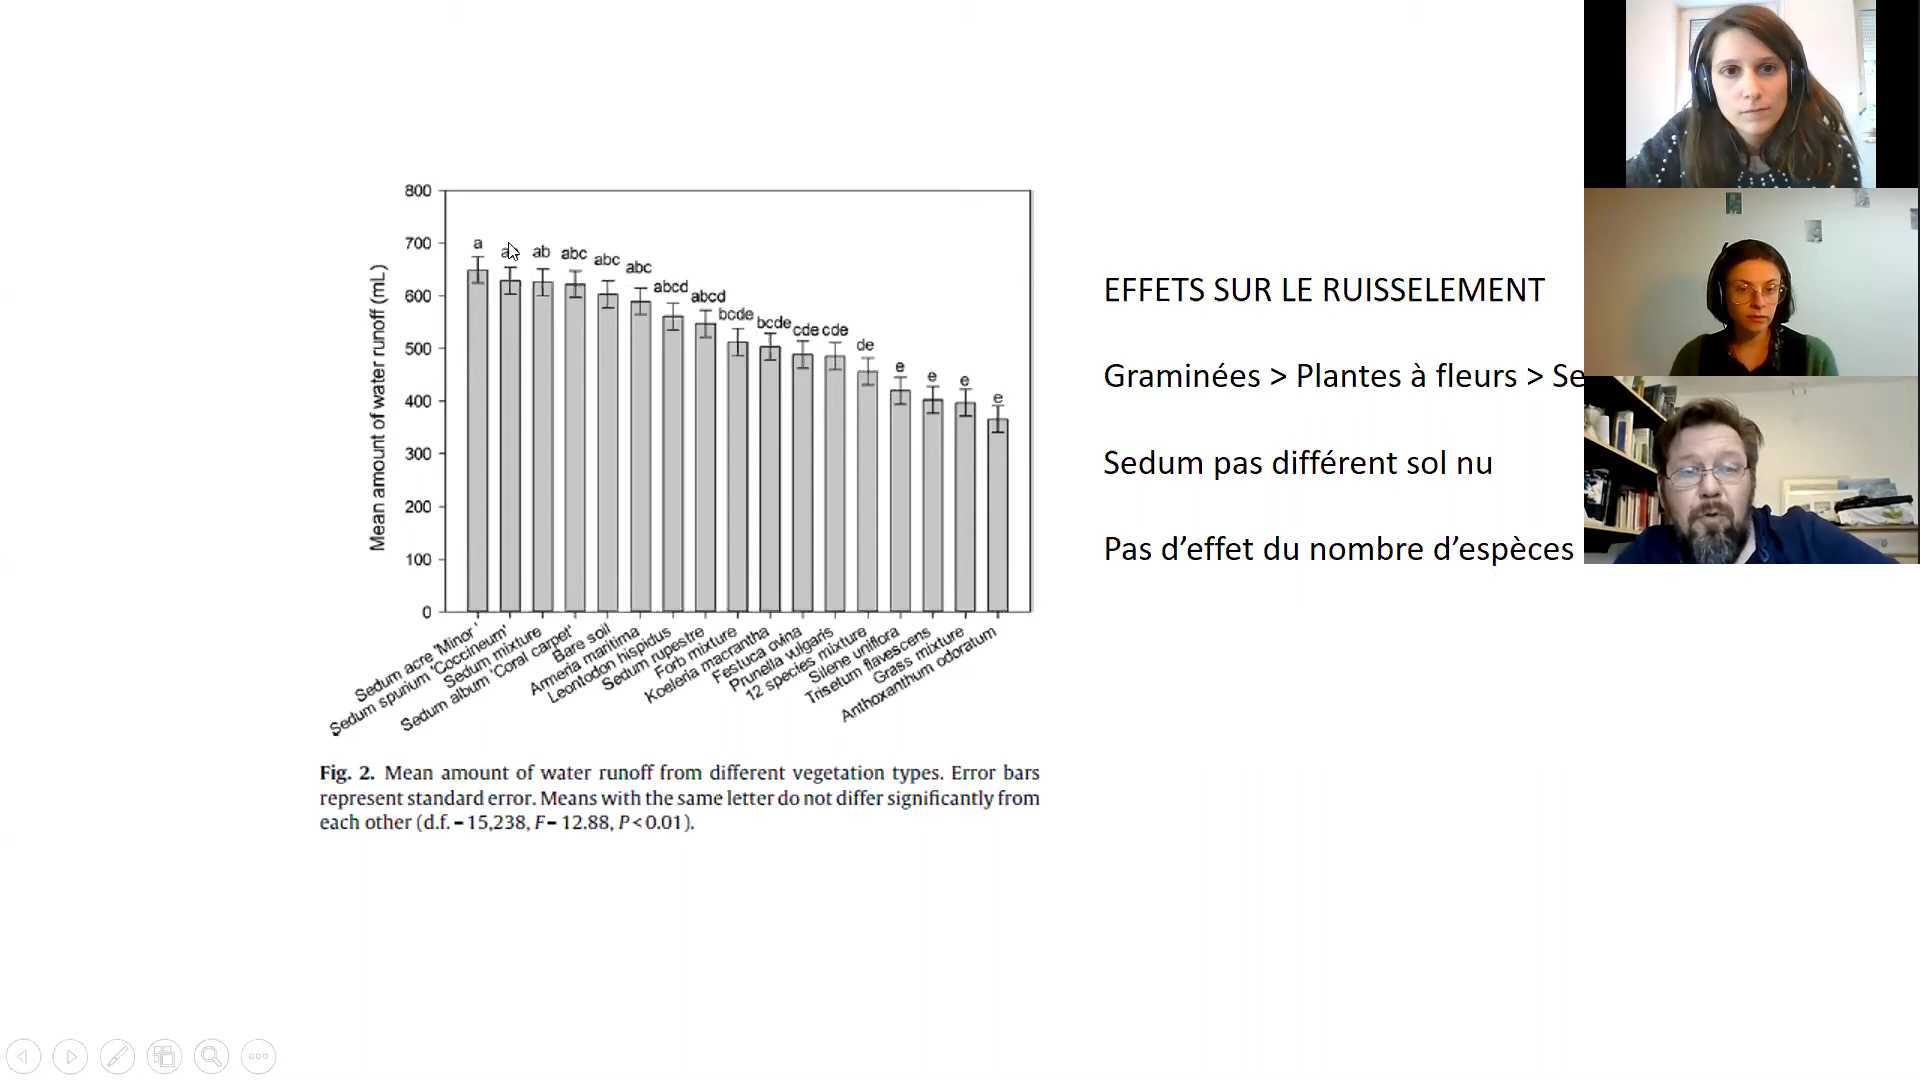 800
700
600
500
400
300
200
100
0
Mean amount of water runoff (mL)
a
ab
abc
abc
abc
abcd
abcd
bcde
bcde
cde
cde
de
e
e
e
e
Sedum acre 'Minor'
Sedum spurium 'Coccineum'
Sedum mixture
Sedum album 'Coral carpet'
Bare soil
Armeria maritima
Leontodon hispidus
Sedum rupestre
Forb mixture
Koeleria macrantha
Festuca ovina
Prunella vulgaris
12 species mixture
Silene uniflora
Trisetum flavescens
Grass mixture
Anthoxanthum odoratum
Fig. 2. Mean amount of water runoff from different vegetation types. Error bars
represent standard error. Means with the same letter do not differ significantly from
each other (d.f. = 15,238, F= 12.88, P<0.01).
EFFETS SUR LE RUISSELEMENT
Graminées > Plantes à fleurs > Se
Sedum pas différent sol nu
Pas d'effet du nombre d'espèces